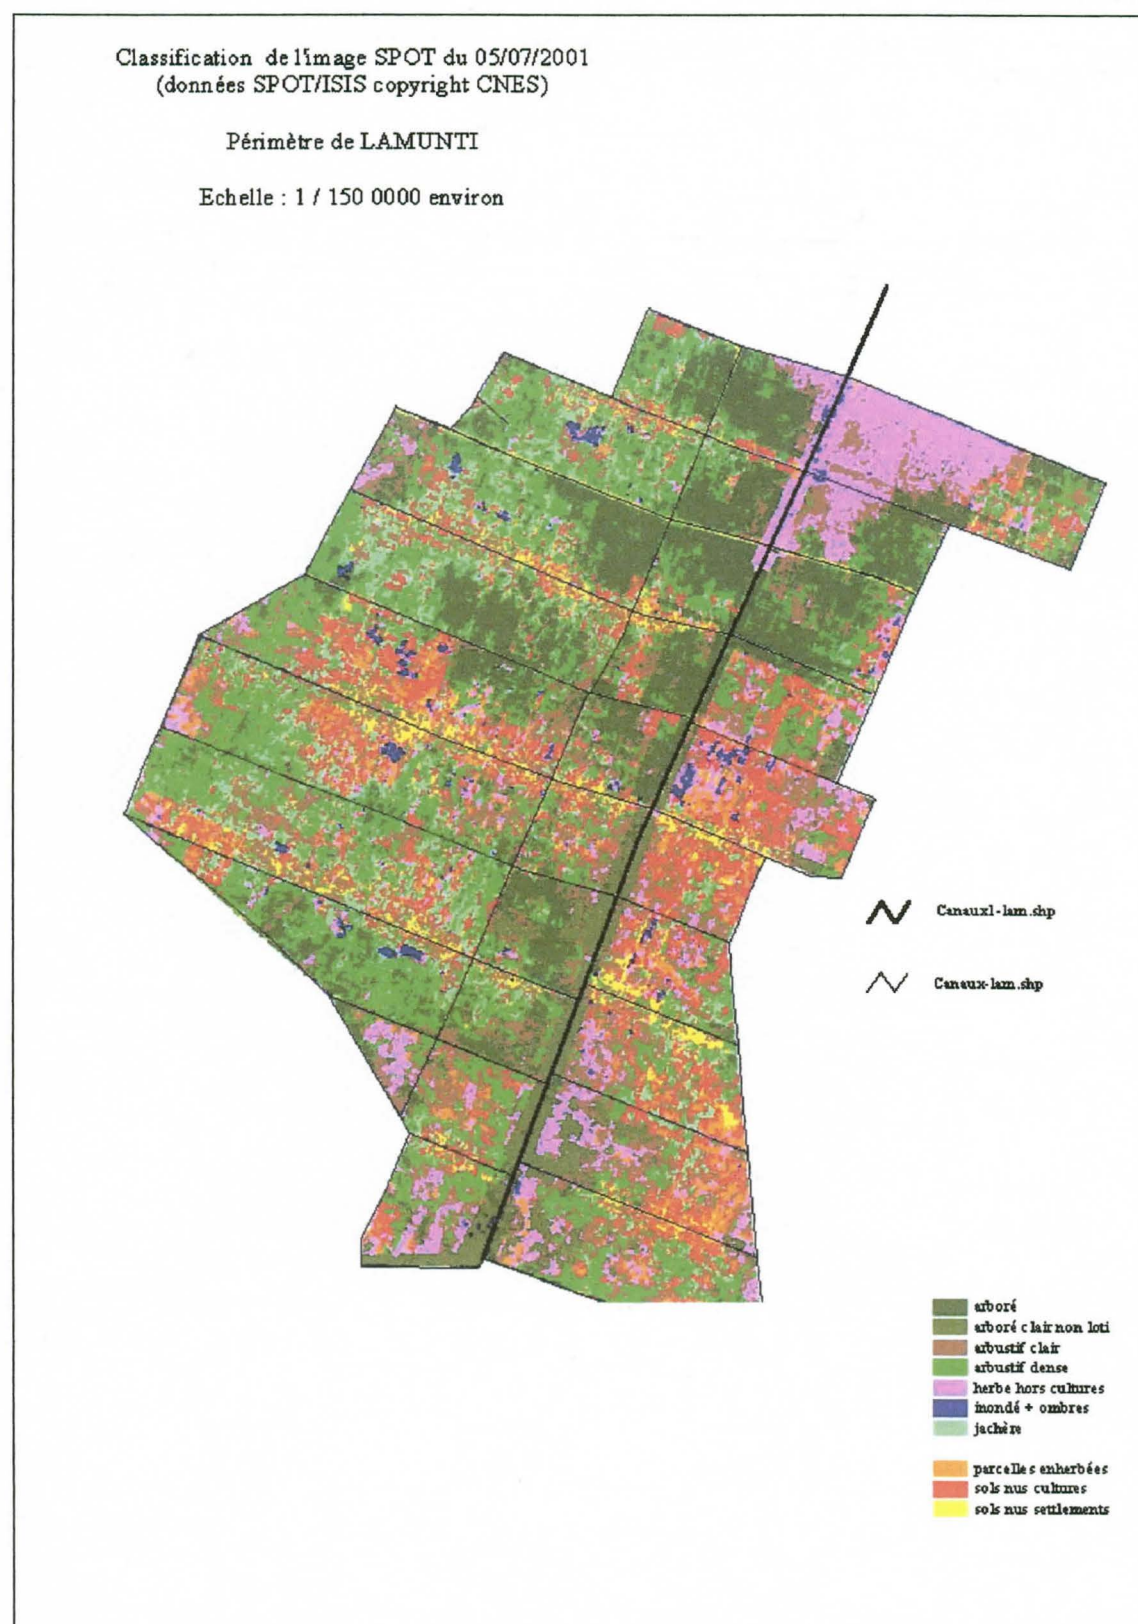 Classification de l'image SPOT du 05/07/2001
(données SPOT/ISIS copyright CNES)
Périmètre de LAMUNTI
Echelle : 1 / 150 0000 environ
Canaux1-lam.shp
Canaux-lam.shp
arboré
arboré clair non loti
arbustif clair
arbustif dense
herbe hors cultures
inondé + ombres
jachère
parcelles enherbées
sols nus cultures
sols nus settlements